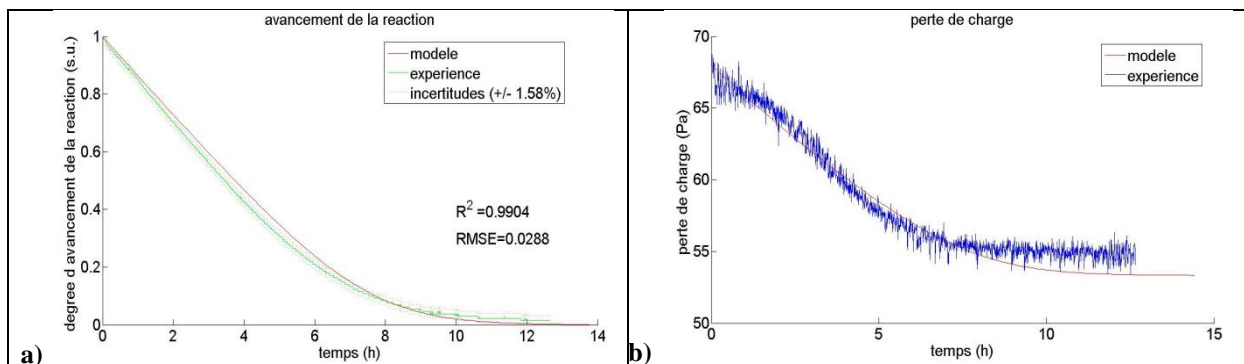 avancement de la reaction
1
0.8
0.6
0.4
0.2
0
degree d avancement de la reaction (s.u.)
modele
experience
incertitudes (+/- 1.58%)
R2 =0.9904
RMSE=0.0288
0 2 4 6 8 10 12 14
temps (h)
a)
perte de charge
70
65
60
55
50
perte de charge (Pa)
modele
experience
0 5 10 15
temps (h)
b)